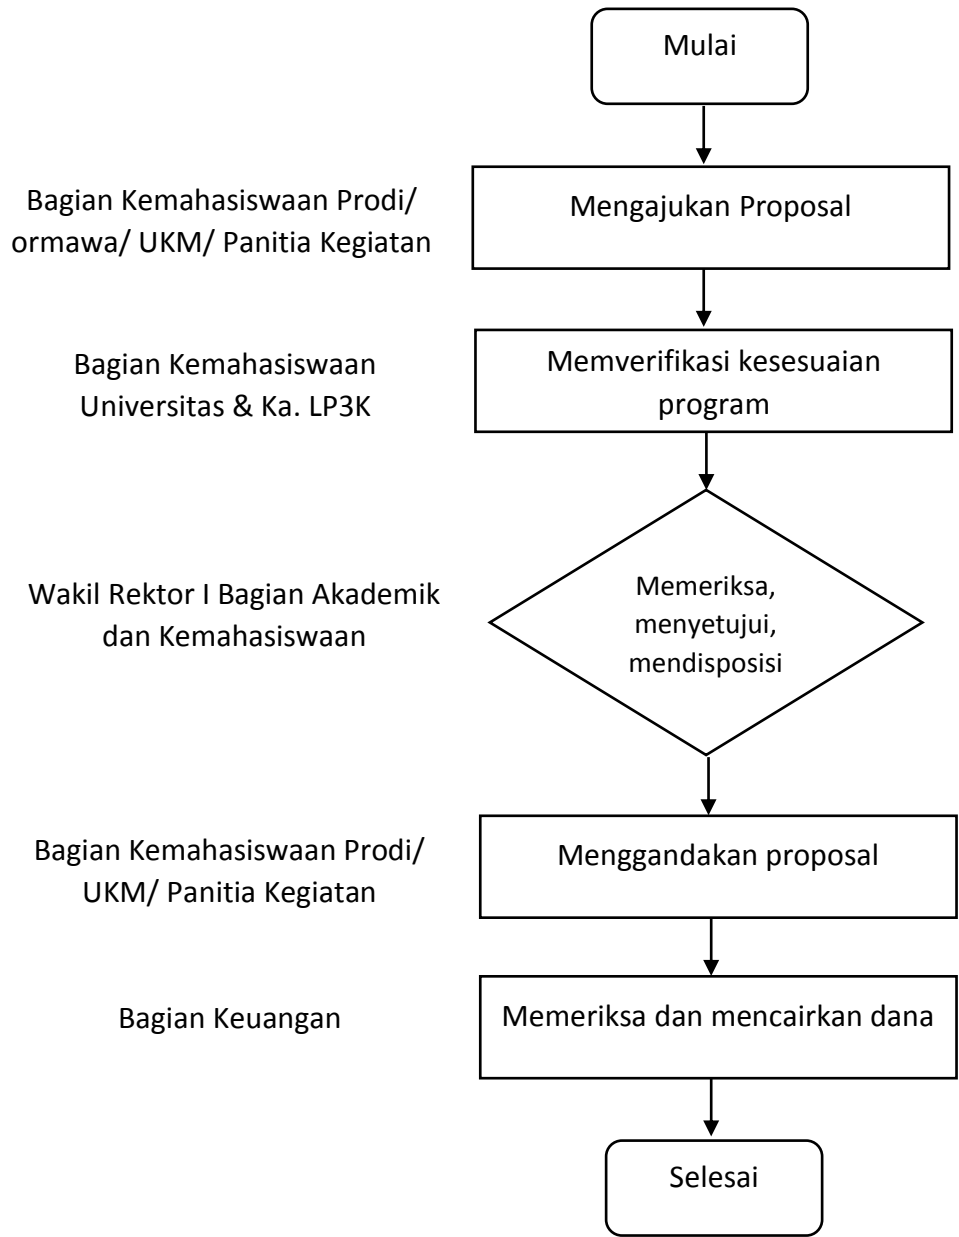 Mulai
Bagian Kemahasiswaan Prodi/
ormawa/ UKM/ Panitia Kegiatan
Mengajukan Proposal
Bagian Kemahasiswaan
Universitas & Ka. LP3K
Memverifikasi kesesuaian
program
Wakil Rektor I Bagian Akademik
dan Kemahasiswaan
Memeriksa,
menyetujui,
mendisposisi
Bagian Kemahasiswaan Prodi/
UKM/ Panitia Kegiatan
Menggandakan proposal
Bagian Keuangan
Memeriksa dan mencairkan dana
Selesai